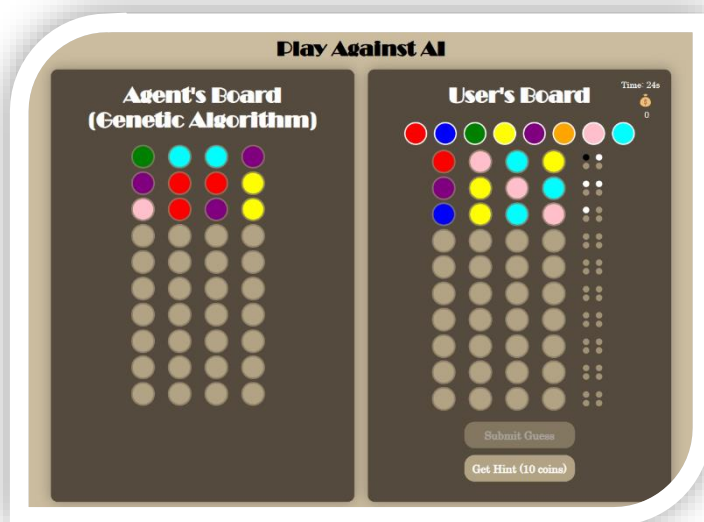 Play Against AI
Agent's Board
(Genetic Algorithm)
User's Board
Time: 24s
0
Submit Guess
Get Hint (10 coins)